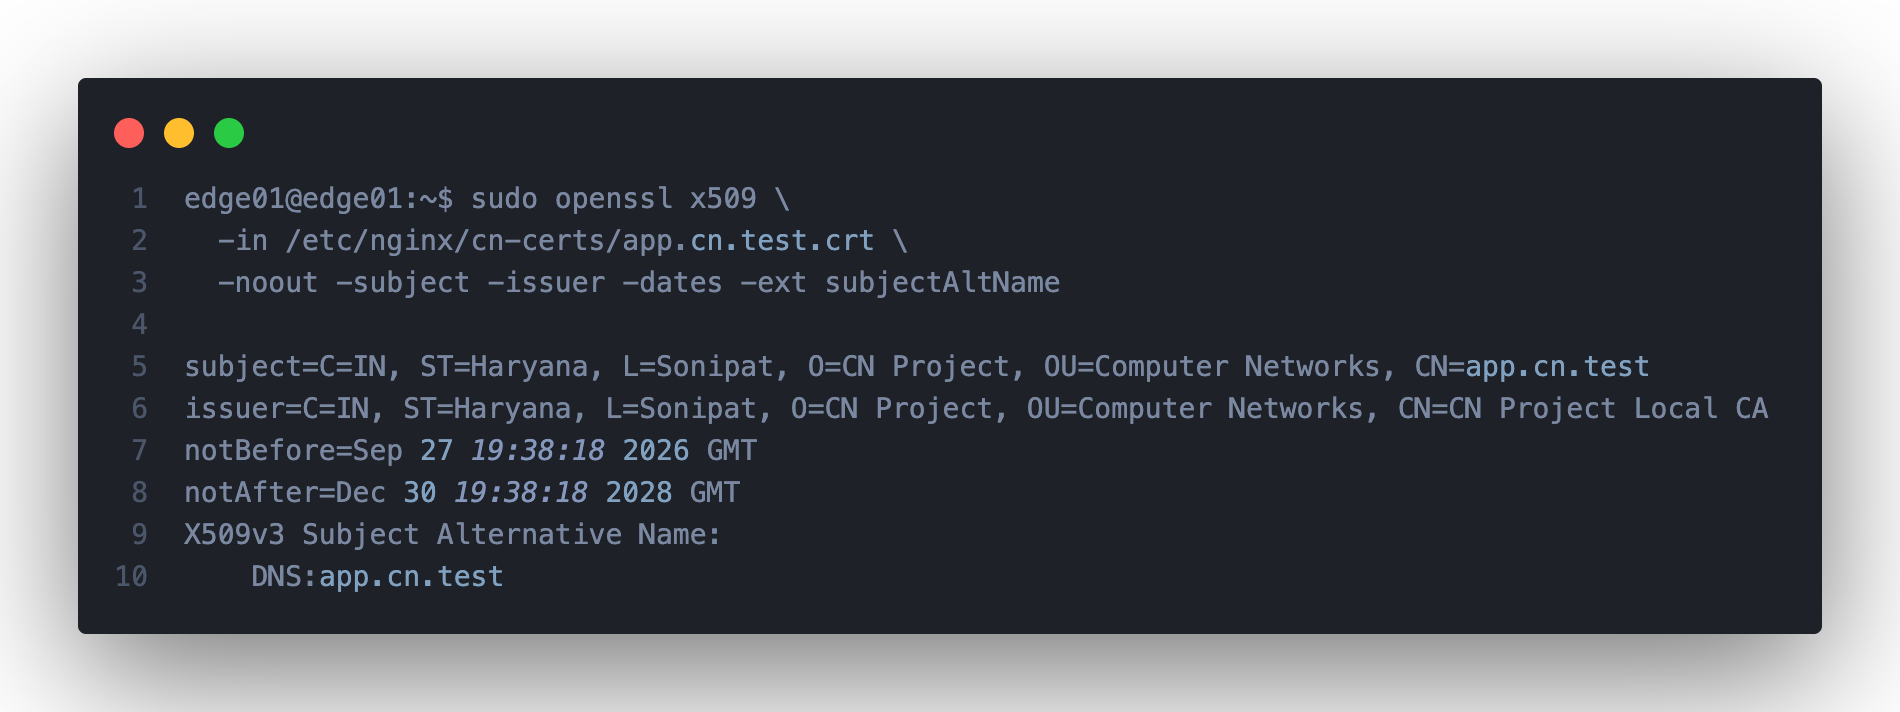 1 edge01@edge01:~$ sudo openssl x509 \
2   -in /etc/nginx/cn-certs/app.cn.test.crt \
3   -noout -subject -issuer -dates -ext subjectAltName
4
5 subject=C=IN, ST=Haryana, L=Sonipat, O=CN Project, OU=Computer Networks, CN=app.cn.test
6 issuer=C=IN, ST=Haryana, L=Sonipat, O=CN Project, OU=Computer Networks, CN=CN Project Local CA
7 notBefore=Sep 27 19:38:18 2026 GMT
8 notAfter=Dec 30 19:38:18 2028 GMT
9 X509v3 Subject Alternative Name:
10     DNS:app.cn.test